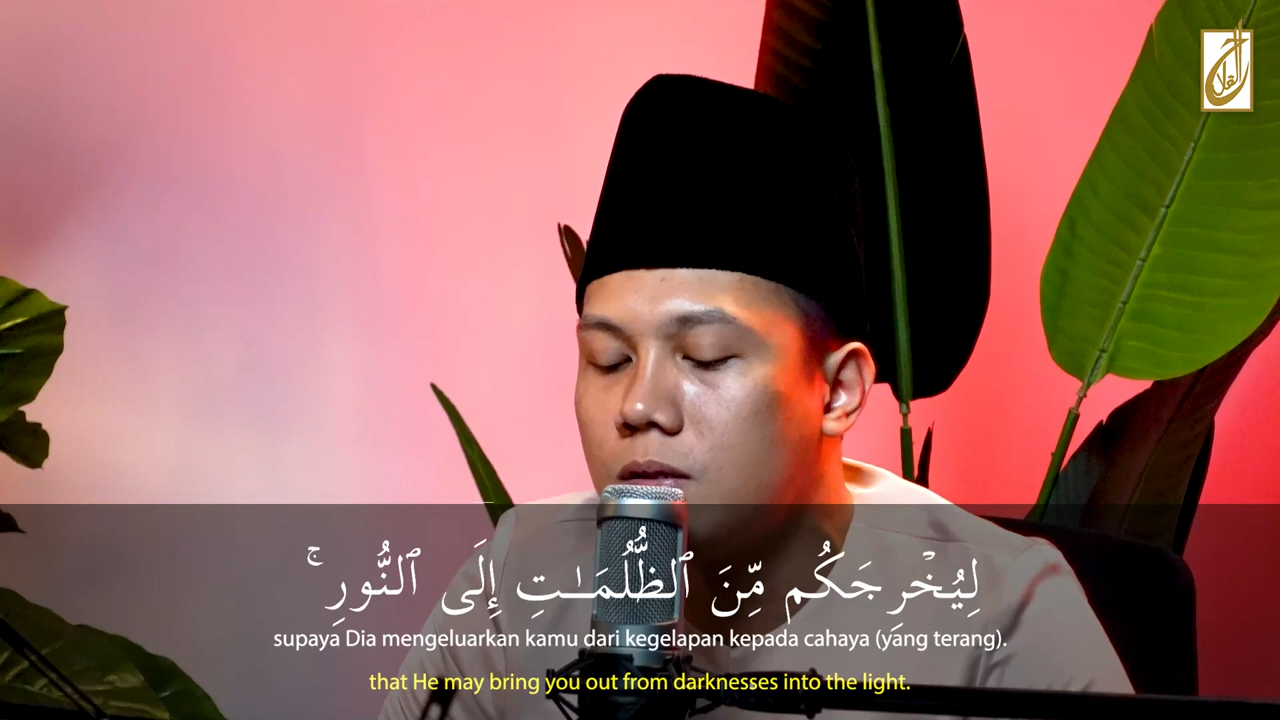 الفلاح
لِيُخْرِجَكُم مِّنَ ٱلظُّلُمَـٰتِ إِلَى ٱلنُّورِ ۚ
supaya Dia mengeluarkan kamu dari kegelapan kepada cahaya (yang terang).
that He may bring you out from darknesses into the light.